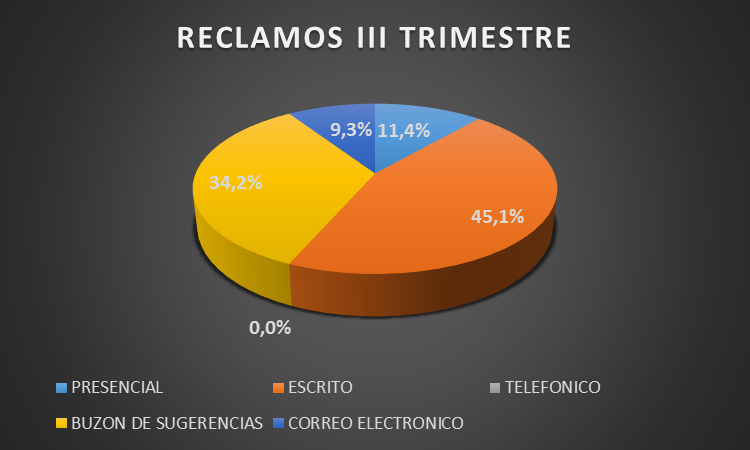 RECLAMOS III TRIMESTRE
9,3%
11,4%
34,2%
45,1%
0,0%
PRESENCIAL
ESCRITO
TELEFONICO
BUZON DE SUGERENCIAS
CORREO ELECTRONICO